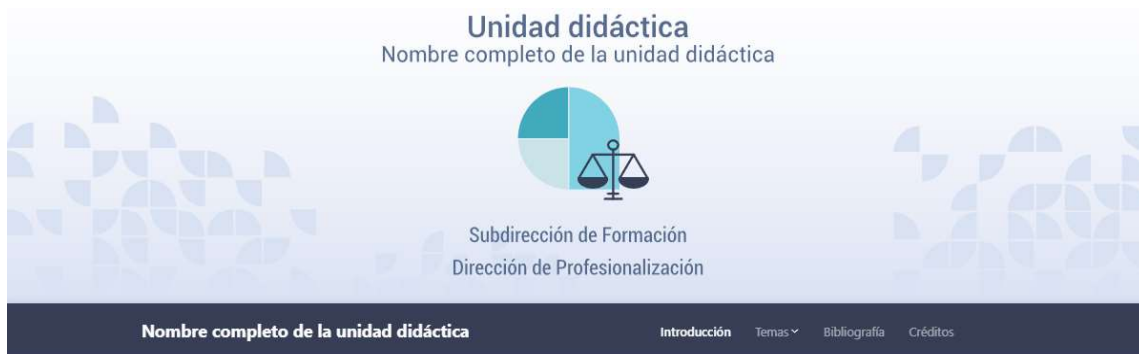 Unidad didáctica
Nombre completo de la unidad didáctica
Subdirección de Formación
Dirección de Profesionalización
Nombre completo de la unidad didáctica Introducción Temas Bibliografía Créditos